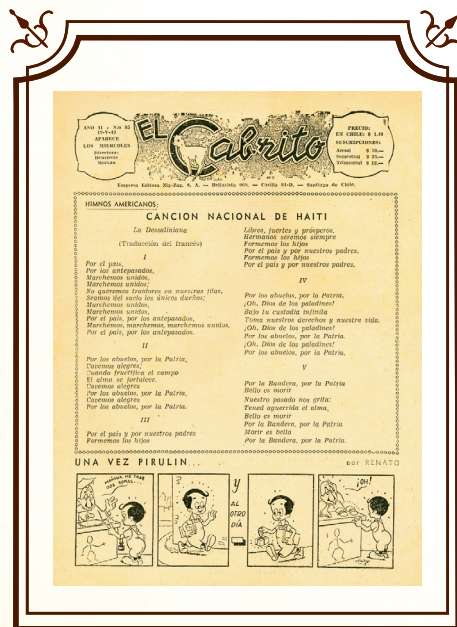 AÑO II - N.o 85
APARECE
LOS MIERCOLES
Directora:
Henriette
Morvan
EL Cabrito
PRECIO:
EN CHILE: $ 1.40
SUSCRIPCIONES:
Anual
Semestral
Trimestral
Empresa Editora Zig-Zag, S. A. — Bellavista 069. — Casilla 84-D. — Santiago de Chile.
HIMNOS AMERICANOS:
CANCION NACIONAL DE HAITI
La Dessaliniana
(Traducción del francés)
I
Por el país,
Por los antepasados,
Marchemos unidos,
Marchemos unidos;
No queremos traidores en nuestras filas,
Seamos del suelo los únicos dueños;
Marchemos unidos,
Marchemos unidos,
Por el país, por los antepasados,
Marchemos, marchemos, marchemos unidos,
Por el país, por los antepasados.
II
Por los abuelos, por la Patria,
Cavemos alegres;
Cuando fructifica el campo
El alma se fortalece.
Cavemos alegres
Por los abuelos, por la Patria,
Cavemos alegres
Por los abuelos, por la Patria.
III
Por el país y por nuestros padres
Formemos los hijos
Libres, fuertes y prósperos.
Hermanos seremos siempre
Formemos los hijos
Por el país y por nuestros padres.
Formemos los hijos
Por el país y por nuestros padres.
IV
Por los abuelos, por la Patria,
¡Oh, Dios de los paladines!
Bajo tu custodia infinita
Toma nuestros derechos y nuestra vida.
¡Oh, Dios de los paladines!
Por los abuelos, por la Patria.
¡Oh, Dios de los paladines!
Por los abuelos, por la Patria.
V
Por la Bandera, por la Patria
Bello es morir
Nuestro pasado nos grita:
Tened aguerrida el alma,
Bello es morir
Por la Bandera, por la Patria
Morir es bello
Por la Bandera, por la Patria.
UNA VEZ PIRULIN...
por RENATO
MAÑANA ME TRAE
DOS TOMAS...
Y
AL
OTRO
DÍA
¡OH!